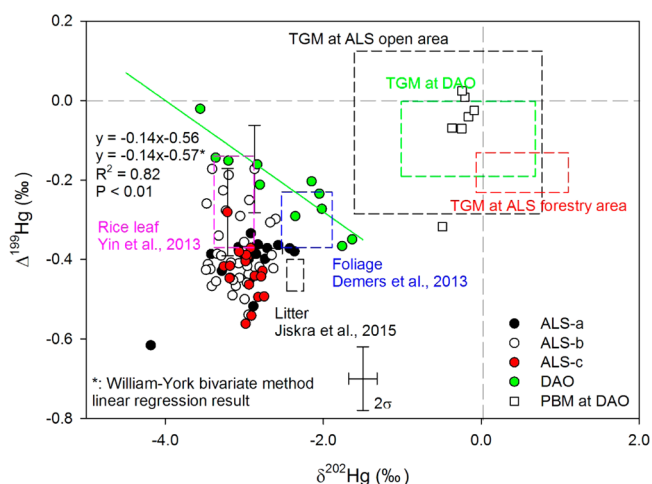 0.2
0.0
-0.2
-0.4
-0.6
-0.8
Δ¹⁹⁹Hg (‰)
TGM at ALS open area
TGM at DAO
TGM at ALS forestry area
y = -0.14x-0.56
y = -0.14x-0.57*
R² = 0.82
P < 0.01
Rice leaf
Yin et al., 2013
Foliage
Demers et al., 2013
Litter
Jiskra et al., 2015
*: William-York bivariate method
linear regression result
2σ
ALS-a
ALS-b
ALS-c
DAO
PBM at DAO
-4.0
-2.0
0.0
2.0
δ²⁰²Hg (‰)